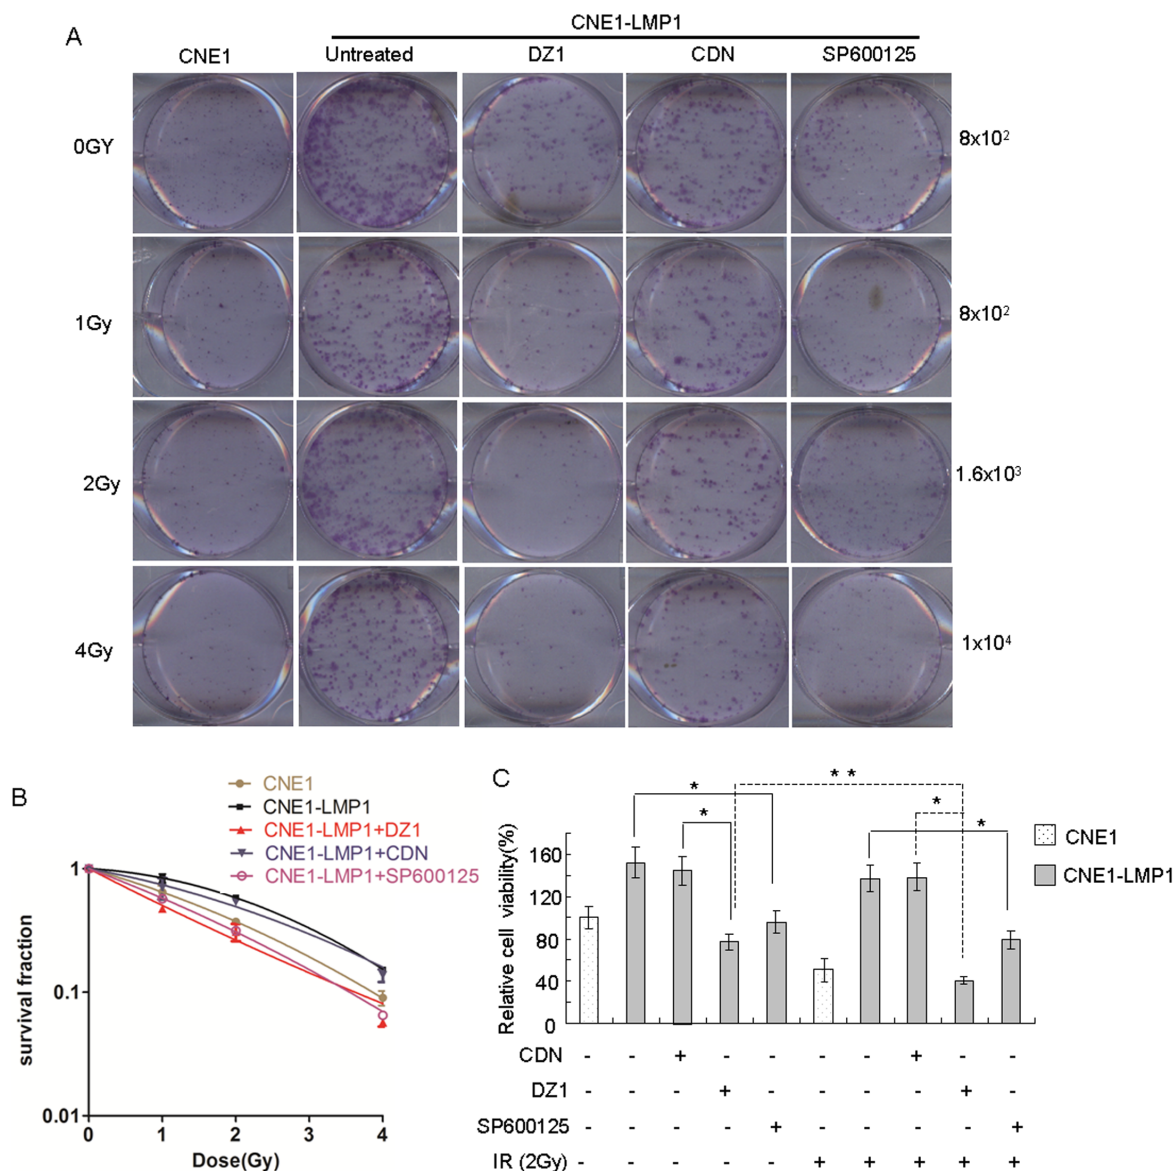 A
CNE1-LMP1
CNE1 Untreated DZ1 CDN SP600125
0GY 8x10²
1Gy 8x10²
2Gy 1.6x10³
4Gy 1x10⁴
B
CNE1
CNE1-LMP1
CNE1-LMP1+DZ1
CNE1-LMP1+CDN
CNE1-LMP1+SP600125
survival fraction
1
0.1
0.01
0 1 2 3 4
Dose(Gy)
C
* * * * * *
CNE1
CNE1-LMP1
Relative cell viability(%)
160
120
80
40
0
CDN - - + - - - - + - -
DZ1 - - - + - - - - + -
SP600125 - - - - + - - - - +
IR (2Gy) - - - - - + + + + +